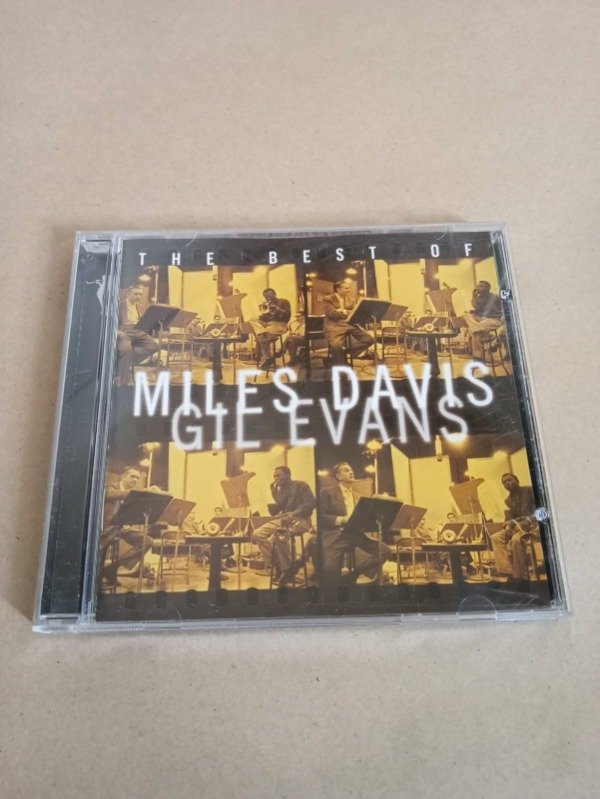 THE BEST OF
MILES DAVIS
GIL EVANS